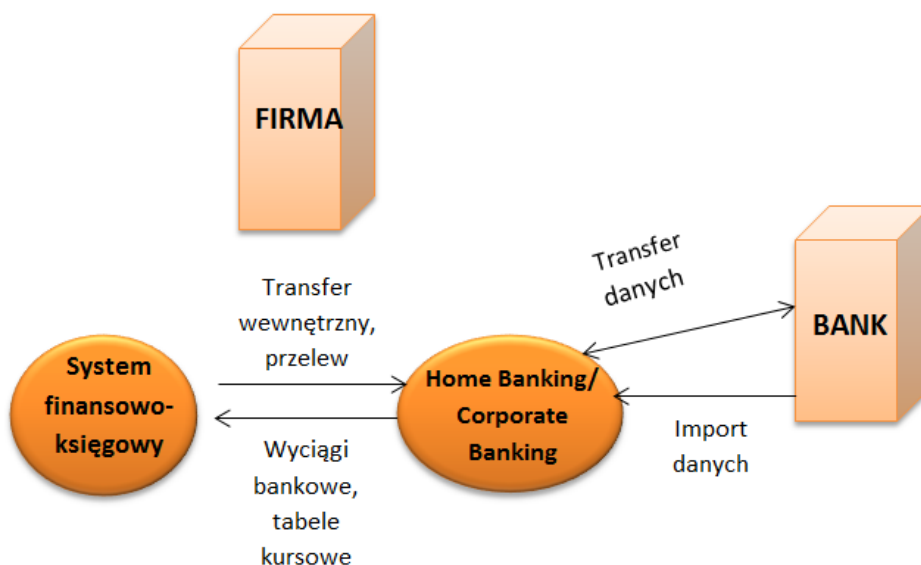 FIRMA
Transfer
danych
Transfer
wewnętrzny,
przelew
BANK
System
finansowo-
księgowy
Home Banking/
Corporate
Banking
Import
danych
Wyciągi
bankowe,
tabele
kursowe